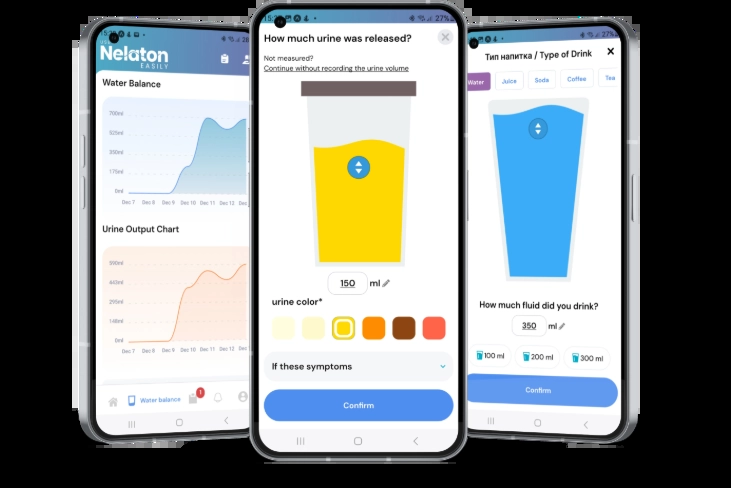 Nelaton
EASILY
Water Balance
700ml
525ml
350ml
175ml
0ml
Dec 7 Dec 8 Dec 9 Dec 10 Dec 11 Dec 12 Dec
Urine Output Chart
590ml
443ml
295ml
148ml
0ml
Dec 7 Dec 8 Dec 9 Dec 10 Dec 11 Dec 12 Dec
Water balance
1
27%
How much urine was released?
Not measured?
Continue without recording the urine volume
150 ml
urine color*
If these symptoms
Confirm
27%
Тип напитка / Type of Drink
Water Juice Soda Coffee Tea
How much fluid did you drink?
350 ml
100 ml 200 ml 300 ml
Confirm